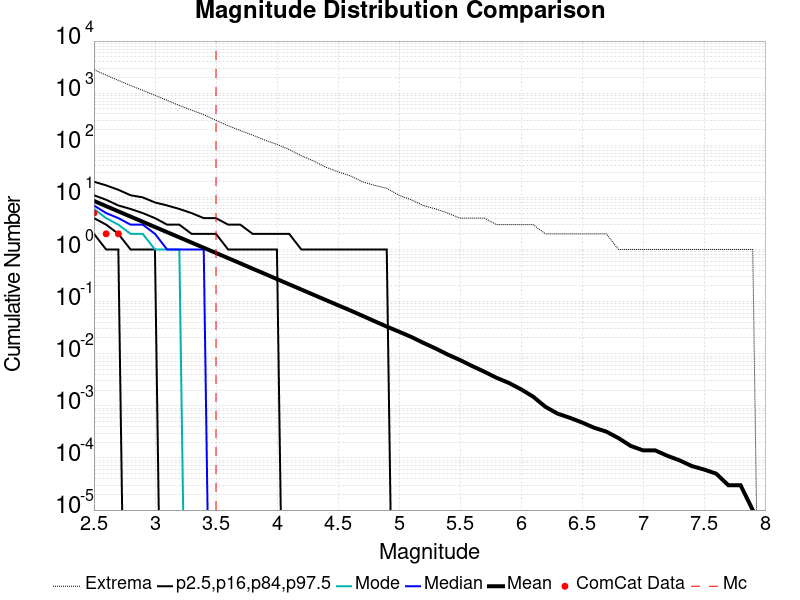 Magnitude Distribution Comparison
10 4
10 3
10 2
10 1
10 0
10 -1
10 -2
10 -3
10 -4
10 -5
Cumulative Number
2.5 3 3.5 4 4.5 5 5.5 6 6.5 7 7.5 8
Magnitude
Extrema p2.5,p16,p84,p97.5 Mode Median Mean ComCat Data Mc